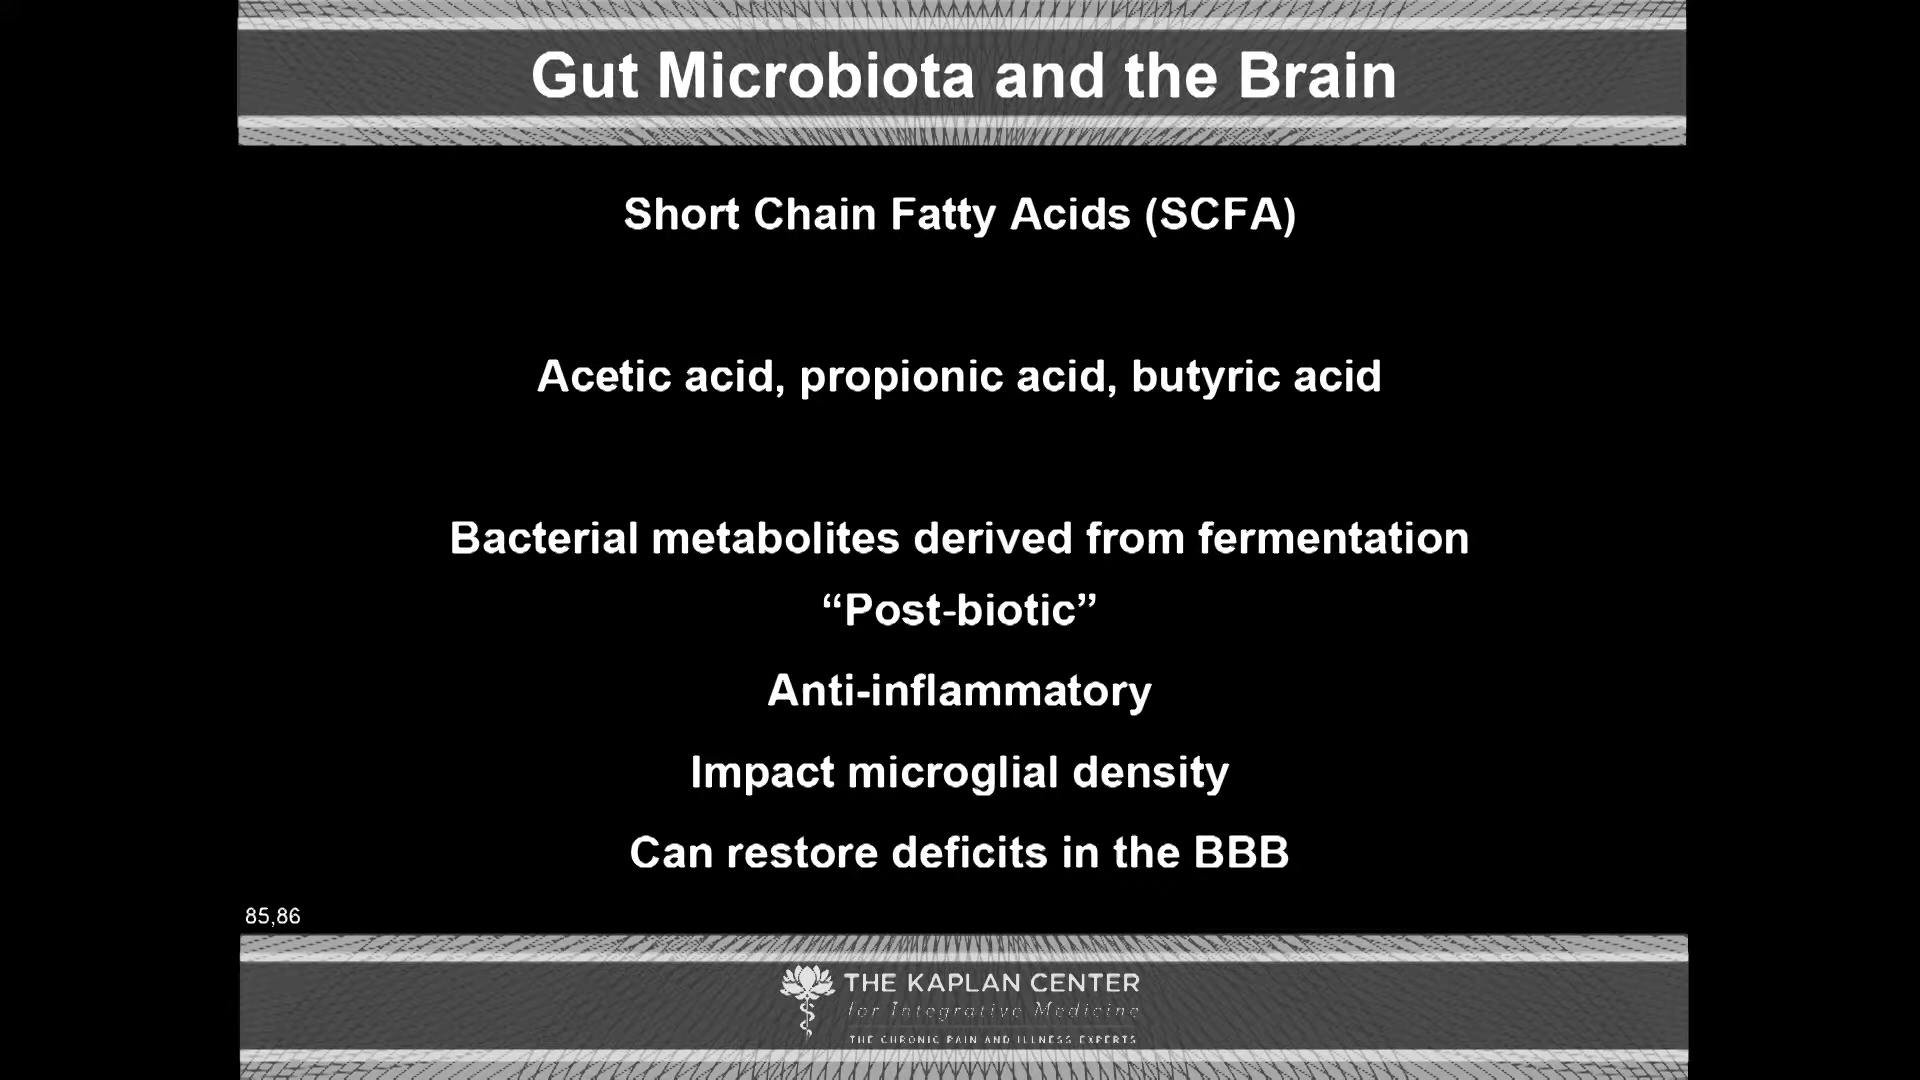 Gut Microbiota and the Brain
Short Chain Fatty Acids (SCFA)
Acetic acid, propionic acid, butyric acid
Bacterial metabolites derived from fermentation
“Post-biotic”
Anti-inflammatory
Impact microglial density
Can restore deficits in the BBB
85,86
THE KAPLAN CENTER
for Integrative Medicine
THE CHRONIC PAIN AND ILLNESS EXPERTS